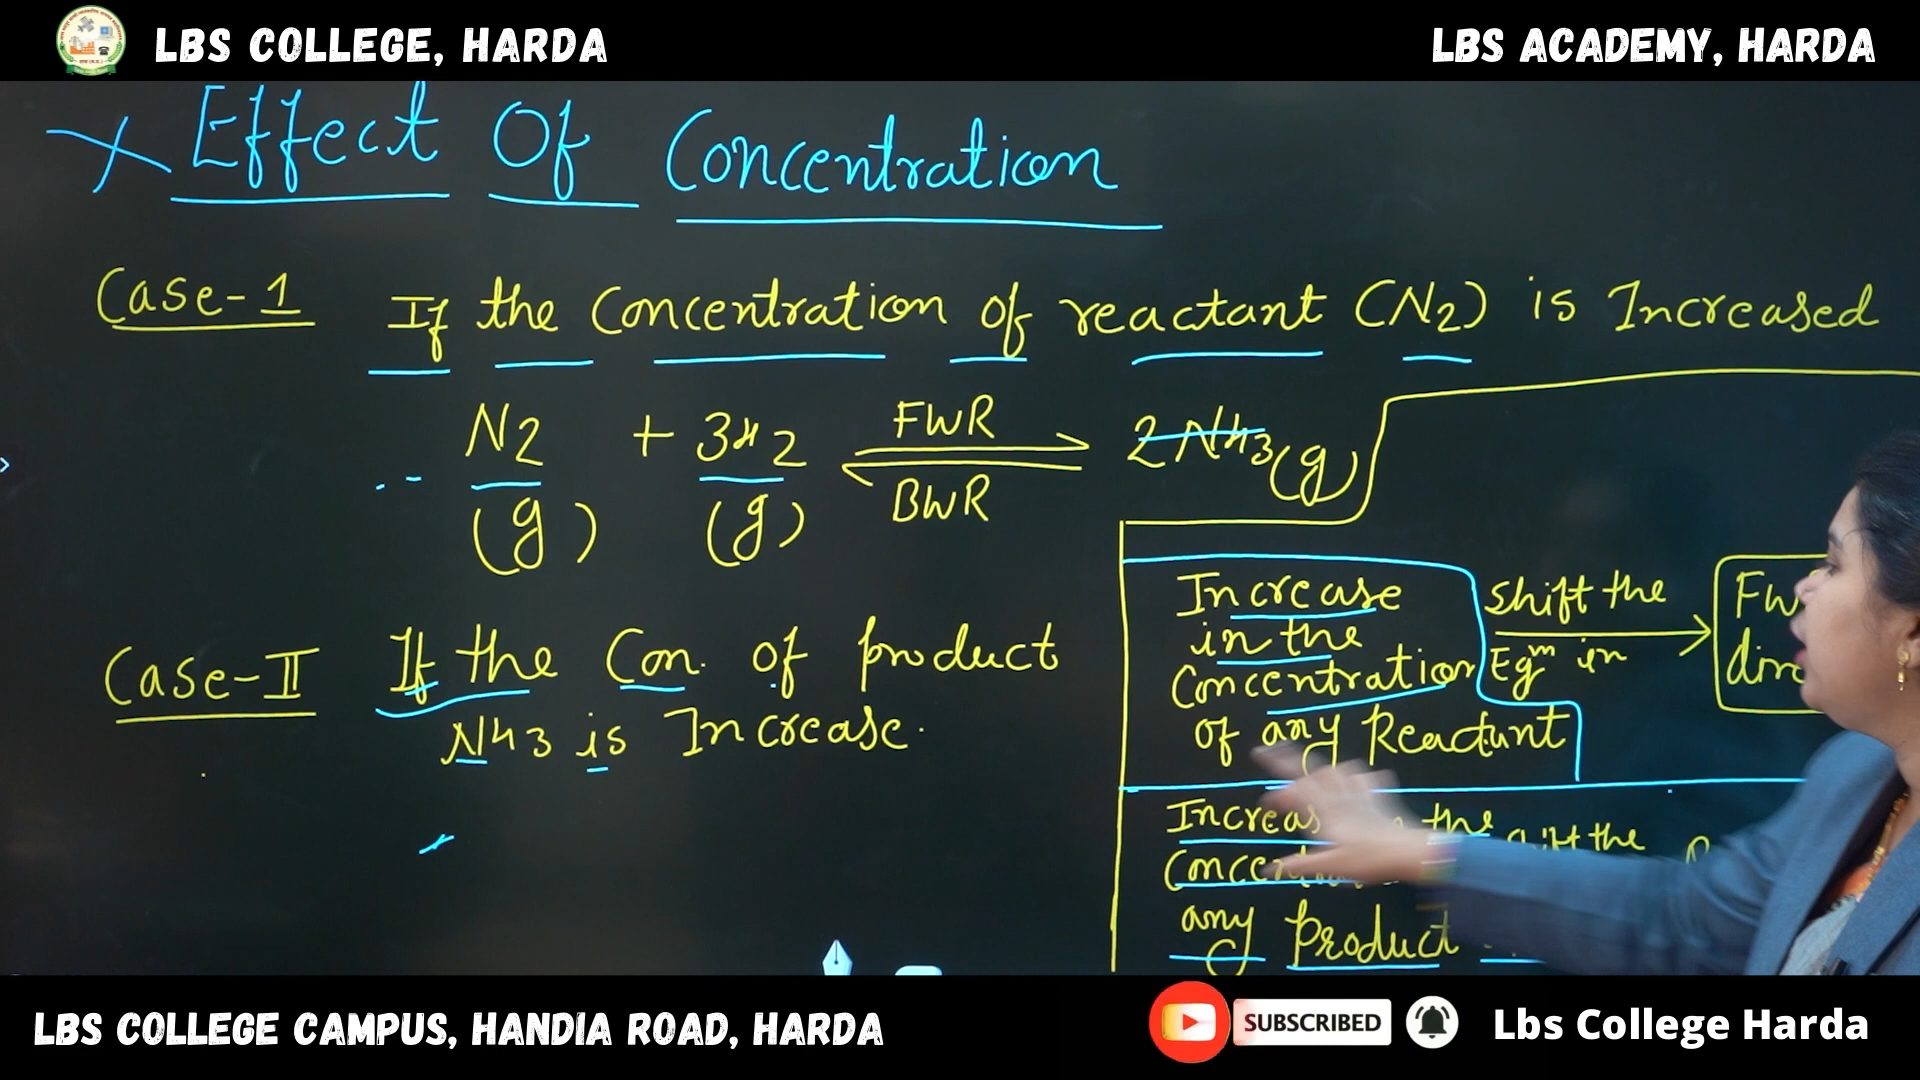 LBS COLLEGE, HARDA
LBS ACADEMY, HARDA
Effect Of Concentration
Case-1 If the Concentration of reactant (N2) is Increased
N2 (g) + 3H2 (g) FWR BWR 2NH3(g)
Increase
in the
Concentration
of any Reactant
Shift the
Eqm in
Case-II If the Con. of product
NH3 is Increase.
the
Concent
any Product
the
LBS COLLEGE CAMPUS, HANDIA ROAD, HARDA
SUBSCRIBED
Lbs College Harda